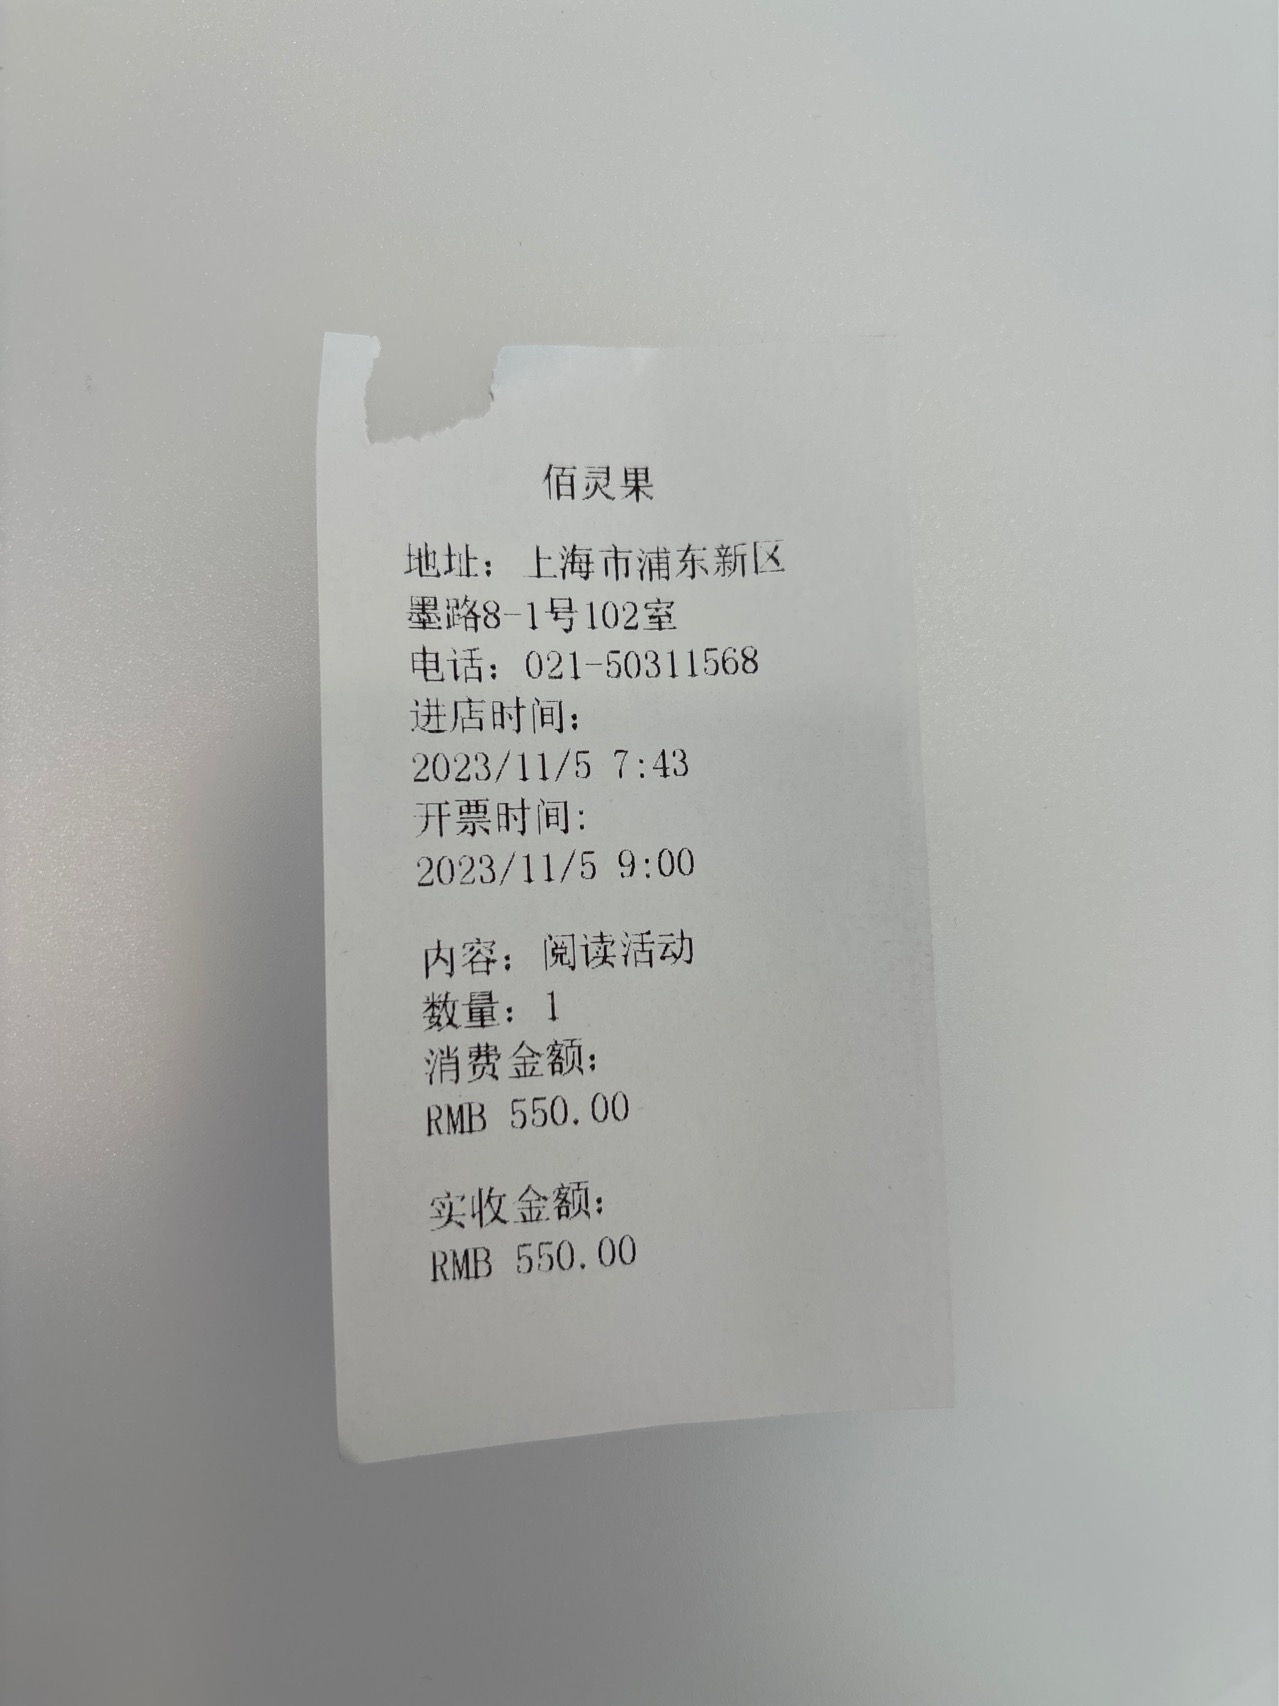 佰灵果
地址：上海市浦东新区
墨路8-1号102室
电话：021-50311568
进店时间：
2023/11/5 7:43
开票时间：
2023/11/5 9:00
内容：阅读活动
数量：1
消费金额：
RMB 550.00
实收金额：
RMB 550.00